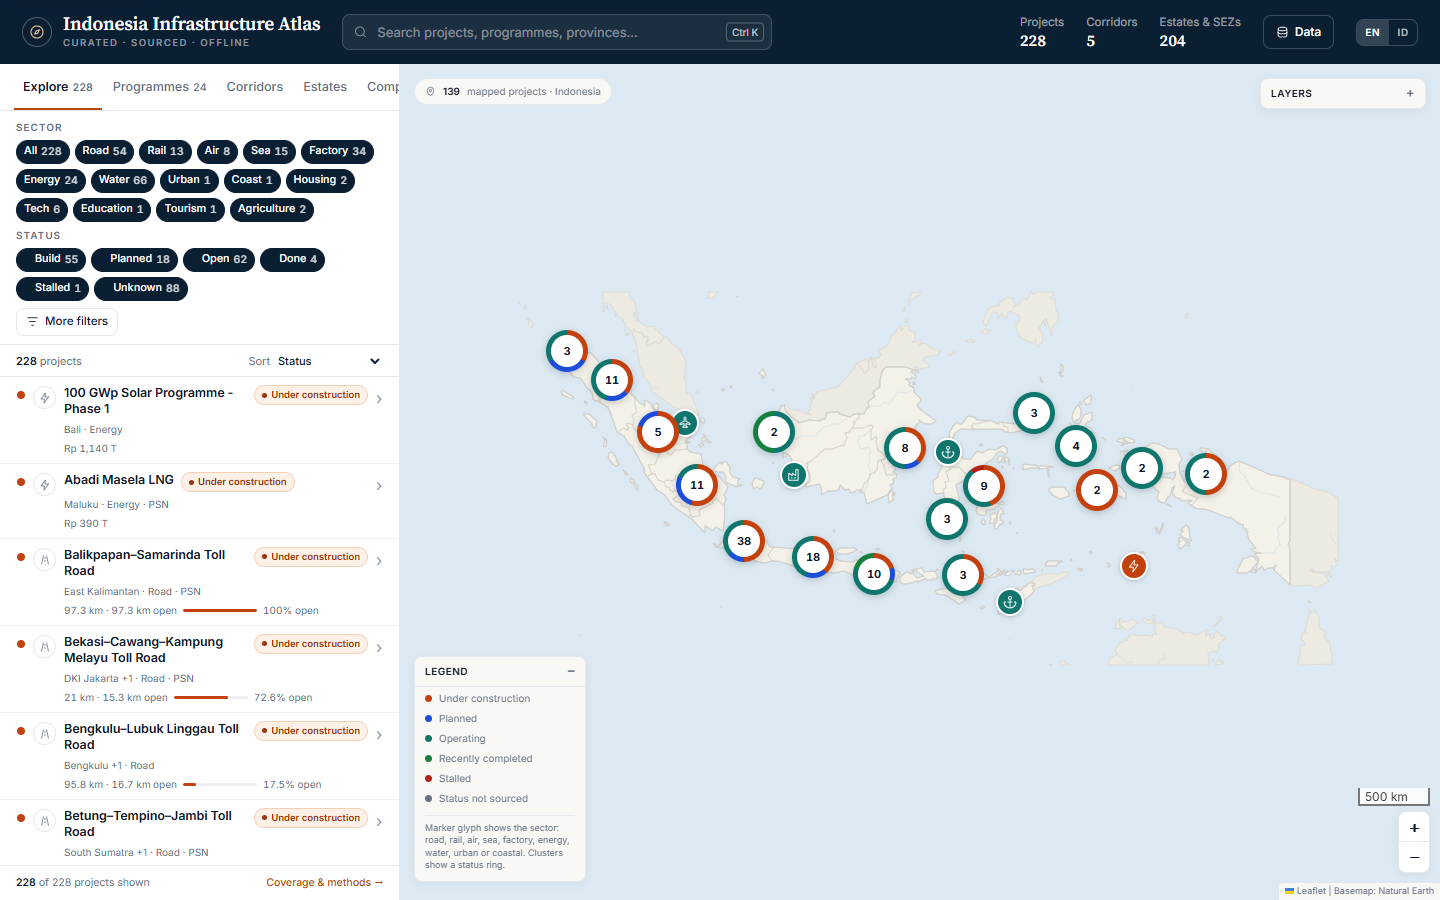 Indonesia Infrastructure Atlas
CURATED · SOURCED · OFFLINE
Search projects, programmes, provinces...
Ctrl K
Projects
228
Corridors
5
Estates & SEZs
204
Data
EN
ID
Explore 228
Programmes 24
Corridors
Estates
Comp
SECTOR
All 228
Road 54
Rail 13
Air 8
Sea 15
Factory 34
Energy 24
Water 66
Urban 1
Coast 1
Housing 2
Tech 6
Education 1
Tourism 1
Agriculture 2
STATUS
Build 55
Planned 18
Open 62
Done 4
Stalled 1
Unknown 88
More filters
228 projects
Sort Status
100 GWp Solar Programme -
Phase 1
Under construction
Bali · Energy
Rp 1,140 T
Abadi Masela LNG
Under construction
Maluku · Energy · PSN
Rp 390 T
Balikpapan–Samarinda Toll
Road
Under construction
East Kalimantan · Road · PSN
97.3 km · 97.3 km open
100% open
Bekasi–Cawang–Kampung
Melayu Toll Road
Under construction
DKI Jakarta +1 · Road · PSN
21 km · 15.3 km open
72.6% open
Bengkulu–Lubuk Linggau Toll
Road
Under construction
Bengkulu +1 · Road
95.8 km · 16.7 km open
17.5% open
Betung–Tempino–Jambi Toll
Road
Under construction
South Sumatra +1 · Road · PSN
228 of 228 projects shown
Coverage & methods →
139 mapped projects · Indonesia
LAYERS +
3
11
5
2
11
38
18
10
8
9
3
3
3
4
2
2
2
LEGEND −
Under construction
Planned
Operating
Recently completed
Stalled
Status not sourced
Marker glyph shows the sector:
road, rail, air, sea, factory, energy,
water, urban or coastal. Clusters
show a status ring.
500 km
+
−
Leaflet | Basemap: Natural Earth